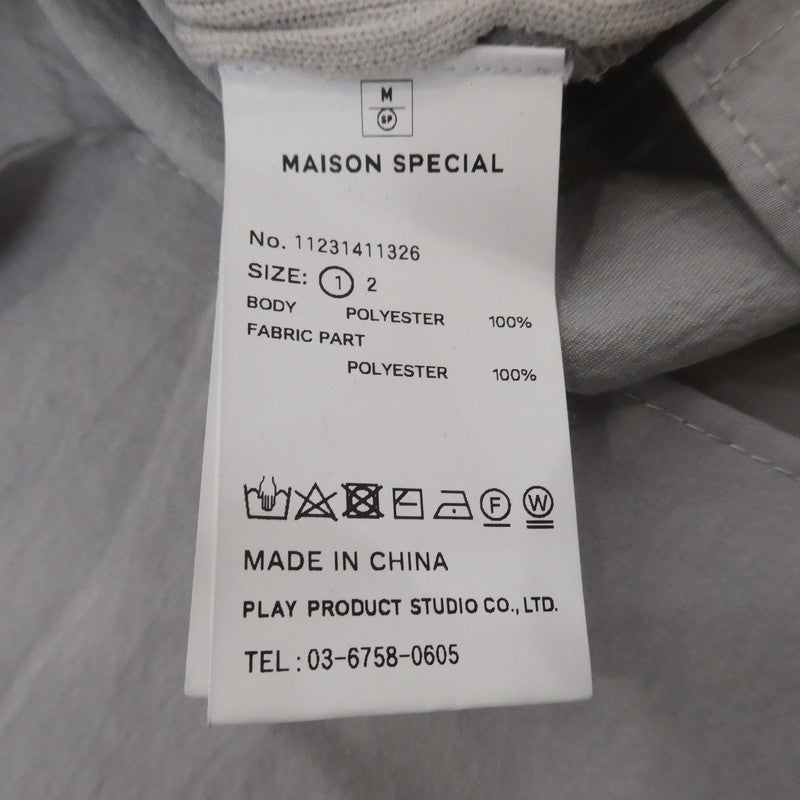 M
SP
MAISON SPECIAL
No. 11231411326
SIZE: 1 2
BODY POLYESTER 100%
FABRIC PART
POLYESTER 100%
F W
MADE IN CHINA
PLAY PRODUCT STUDIO CO., LTD.
TEL : 03-6758-0605